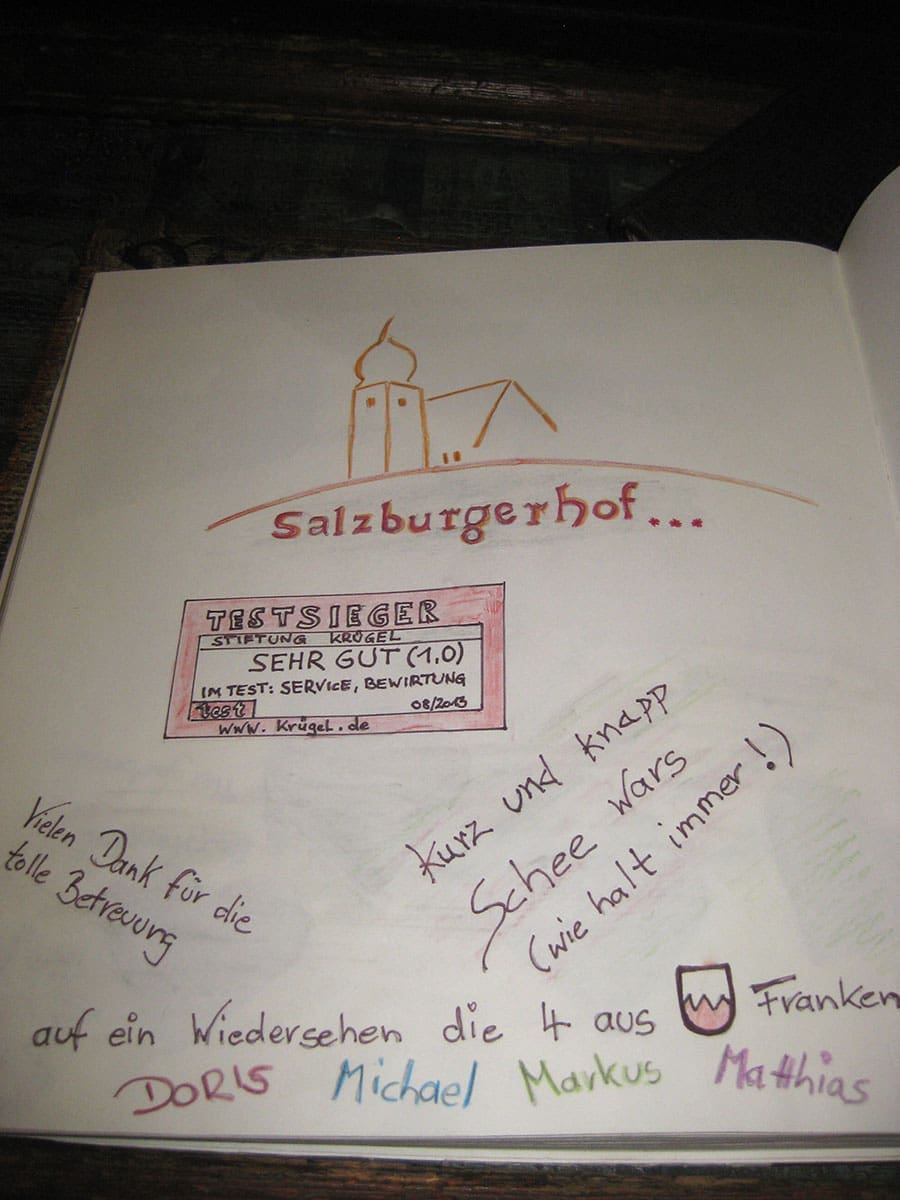 Salzburgerhof...
TESTSIEGER
STIFTUNG KRÜGEL
SEHR GUT (1,0)
IM TEST: SERVICE, BEWIRTUNG
test 08/2013
www.Krügel.de
kurz und knapp
Schee wars
(wie halt immer!)
Vielen Dank für die
tolle Betreuung
auf ein Wiedersehen die 4 aus Franken
DORIS Michael Markus Matthias